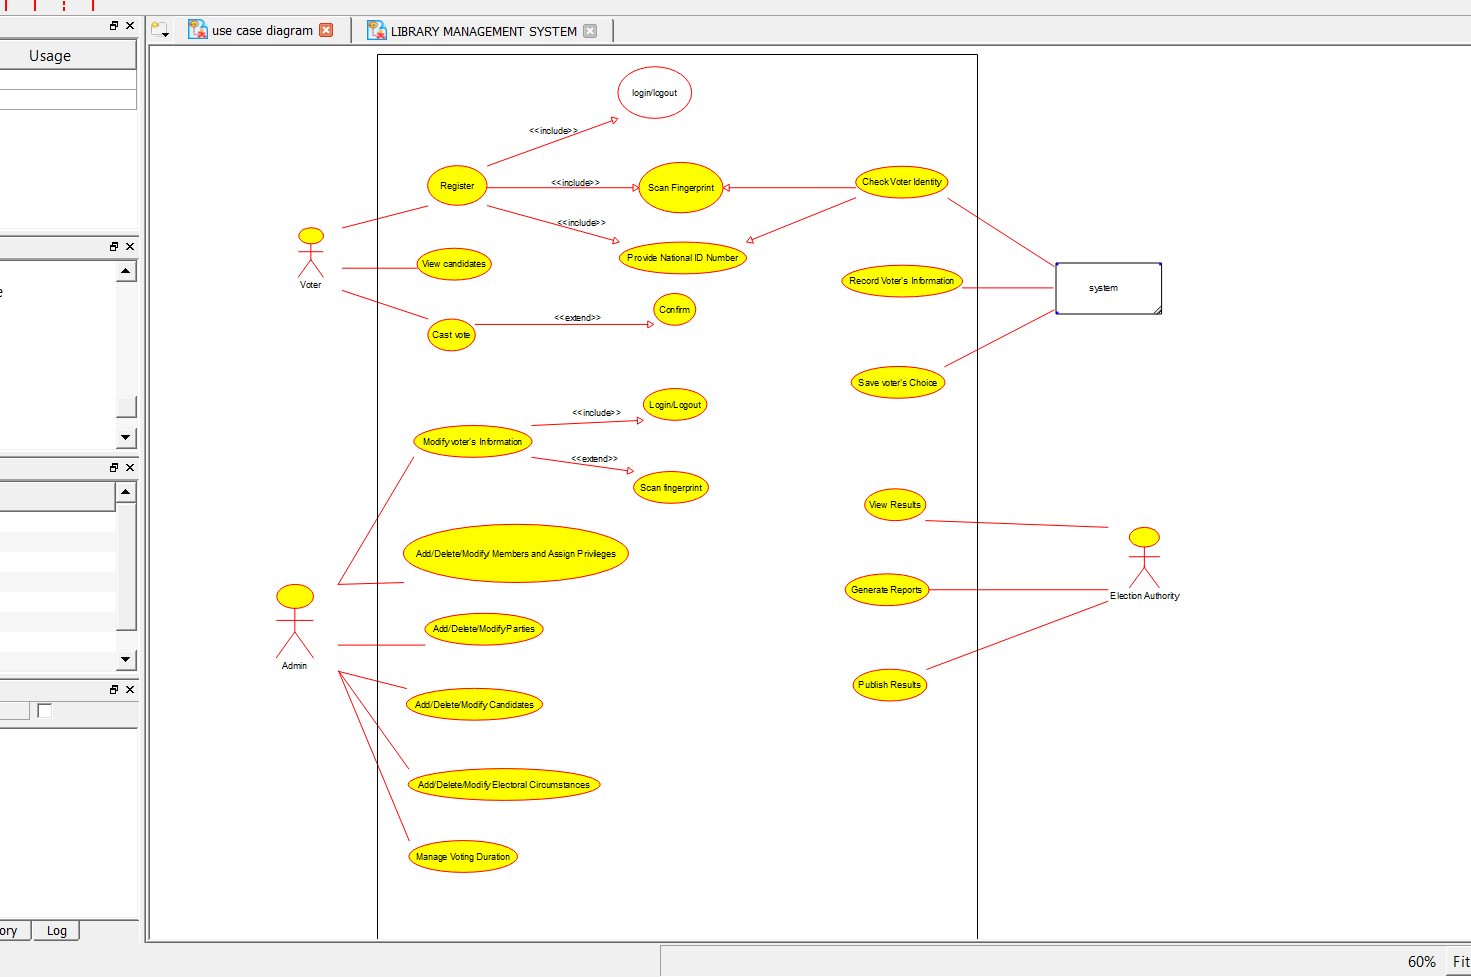 use case diagram
LIBRARY MANAGEMENT SYSTEM
Usage
login/logout
<<include>>
Register
<<include>>
Scan Fingerprint
Check Voter Identity
<<include>>
Provide National ID Number
Voter
View candidates
Record Voter's Information
system
Confirm
<<extend>>
Cast vote
Save voter's Choice
Login/Logout
<<include>>
Modify voter's Information
<<extend>>
Scan fingerprint
View Results
Add/Delete/Modify Members and Assign Privileges
Generate Reports
Election Authority
Add/Delete/Modify Parties
Admin
Publish Results
Add/Delete/Modify Candidates
Add/Delete/Modify Electoral Circumstances
Manage Voting Duration
ory
Log
60%
Fit